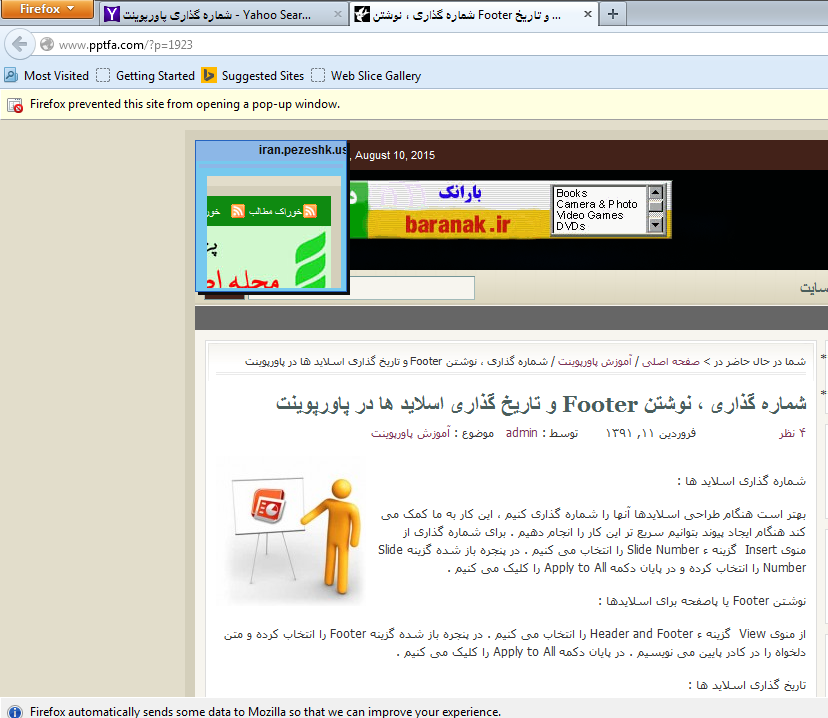 Firefox
شماره گذاری پاورپوینت - Yahoo Sear...
شماره گذاری ، نوشتن Footer و تاریخ ...
www.pptfa.com/?p=1923
Most Visited
Getting Started
Suggested Sites
Web Slice Gallery
Firefox prevented this site from opening a pop-up window.
iran.pezeshk.us
, August 10, 2015
خوراک مطالب
خور
مجله
بارانک
baranak.ir
Books
Camera & Photo
Video Games
DVDs
سایت
شما در حال حاضر در > صفحه اصلی / آموزش پاورپوینت / شماره گذاری ، نوشتن Footer و تاریخ گذاری اسلاید ها در پاورپوینت
شماره گذاری ، نوشتن Footer و تاریخ گذاری اسلاید ها در پاورپوینت
۴ نظر
فروردین ۱۱, ۱۳۹۱
توسط : admin
موضوع : آموزش پاورپوینت
شماره گذاری اسلاید ها :
بهتر است هنگام طراحی اسلایدها آنها را شماره گذاری کنیم ، این کار به ما کمک می
کند هنگام ایجاد پیوند بتوانیم سریع تر این کار را انجام دهیم . برای شماره گذاری از
منوی Insert گزینه ء Slide Number را انتخاب می کنیم . در پنجره باز شده گزینه Slide
Number را انتخاب کرده و در پایان دکمه Apply to All را کلیک می کنیم .
نوشتن Footer یا پاصفحه برای اسلایدها :
از منوی View گزینه ء Header and Footer را انتخاب می کنیم . در پنجره باز شده گزینه Footer را انتخاب کرده و متن
دلخواه را در کادر پایین می نویسیم . در پایان دکمه Apply to All را کلیک می کنیم .
تاریخ گذاری اسلاید ها :
Firefox automatically sends some data to Mozilla so that we can improve your experience.